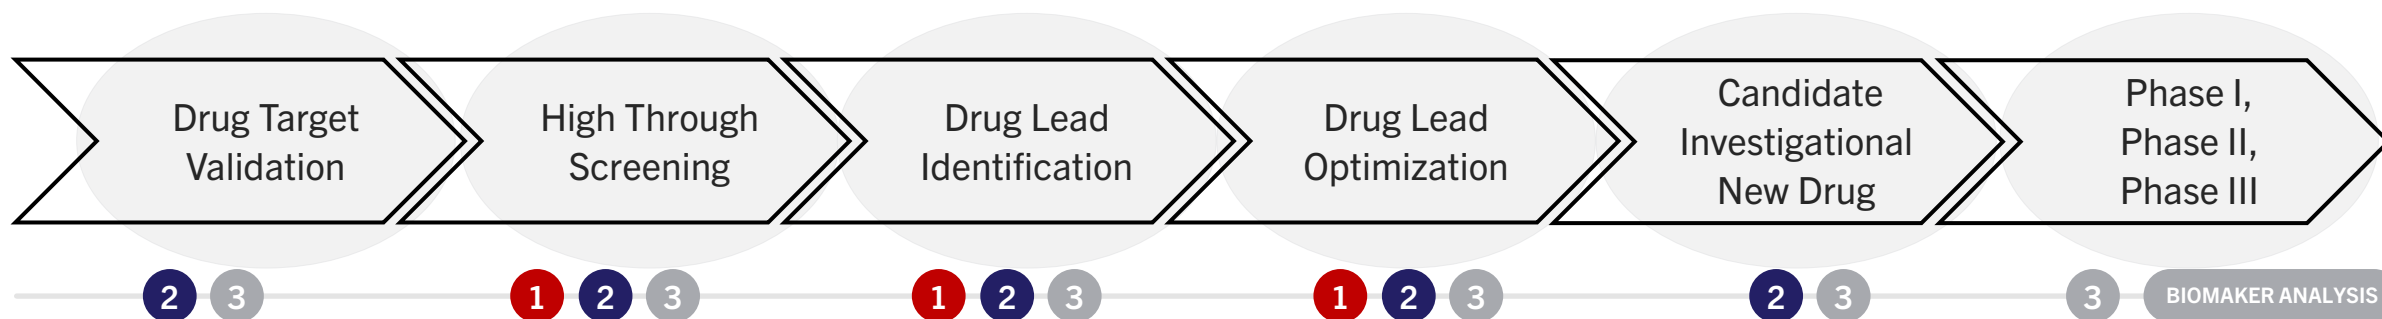 Drug Target
Validation
High Through
Screening
Drug Lead
Identification
Drug Lead
Optimization
Candidate
Investigational
New Drug
Phase I,
Phase II,
Phase III
2 3
1 2 3
1 2 3
1 2 3
2 3
3 BIOMAKER ANALYSIS